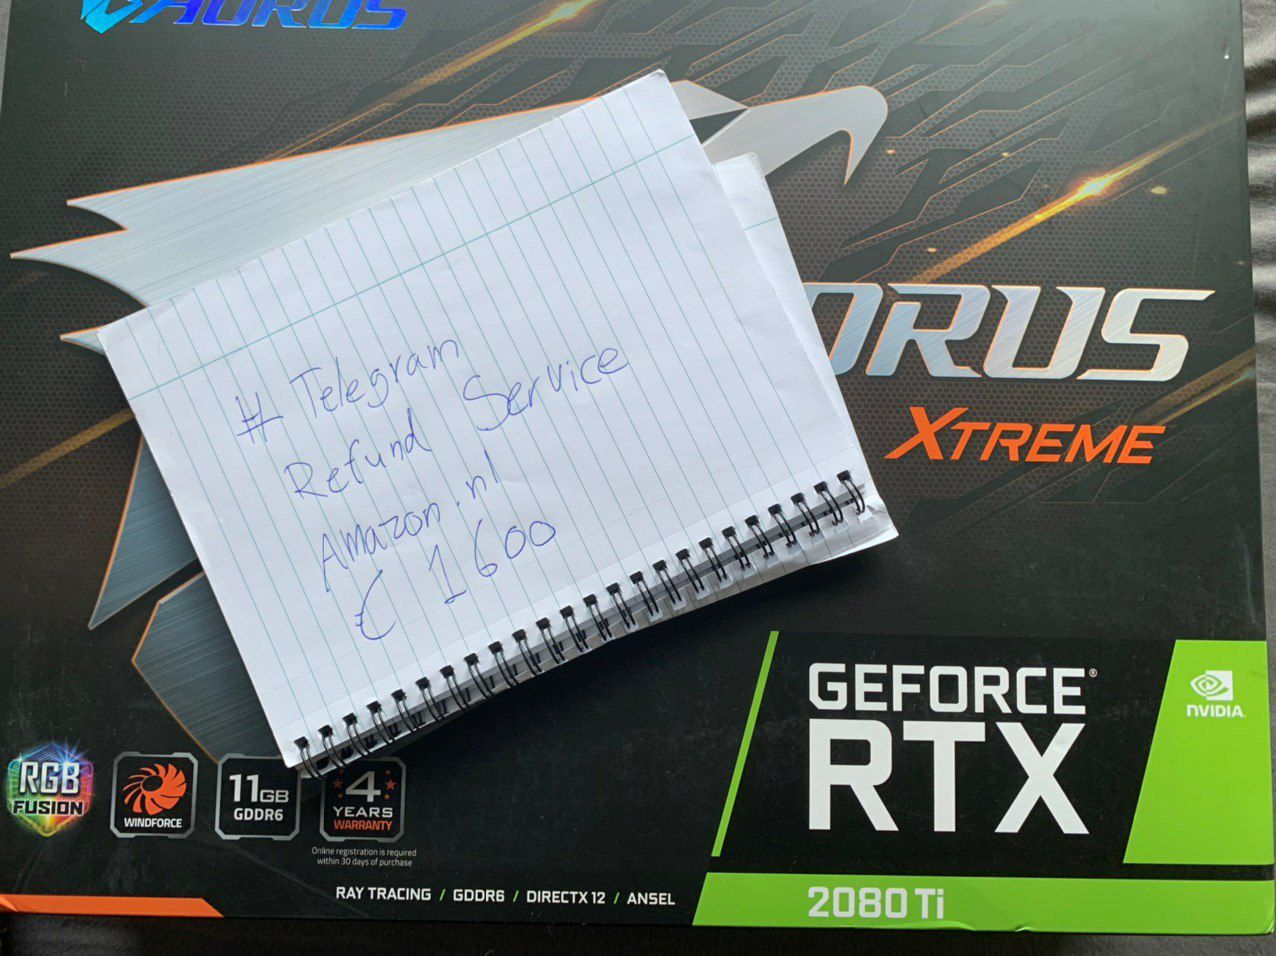 AORUS
# Telegram
Refund Service
Amazon.nl
€ 1600
ORUS
XTREME
GEFORCE®
RTX
2080 Ti
NVIDIA
RGB
FUSION
WINDFORCE
11GB
GDDR6
4
YEARS
WARRANTY
Online registration is required
within 30 days of purchase
RAY TRACING / GDDR6 / DIRECTX 12 / ANSEL